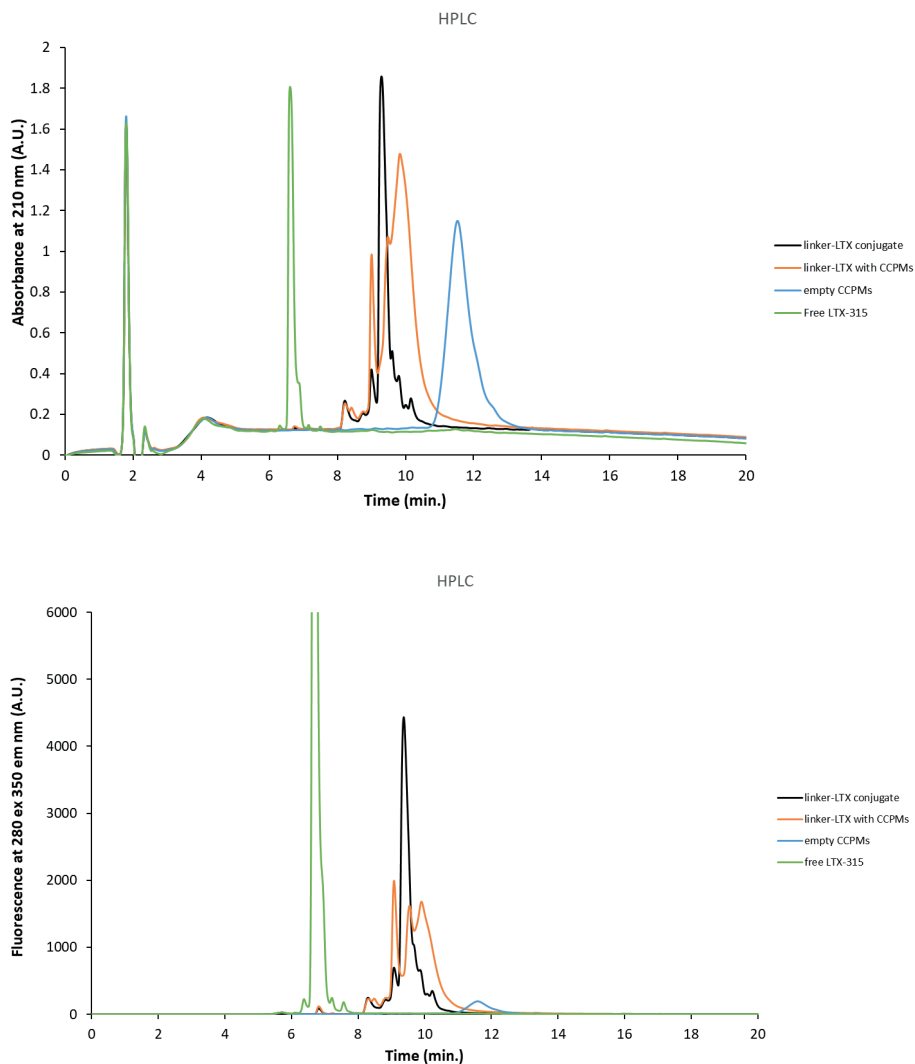 HPLC
2
1.8
1.6
1.4
1.2
1
0.8
0.6
0.4
0.2
0
0 2 4 6 8 10 12 14 16 18 20
Absorbance at 210 nm (A.U.)
Time (min.)
linker-LTX conjugate
linker-LTX with CCPMs
empty CCPMs
Free LTX-315
HPLC
6000
5000
4000
3000
2000
1000
0
0 2 4 6 8 10 12 14 16 18 20
Fluorescence at 280 ex 350 em nm (A.U.)
Time (min.)
linker-LTX conjugate
linker-LTX with CCPMs
empty CCPMs
free LTX-315